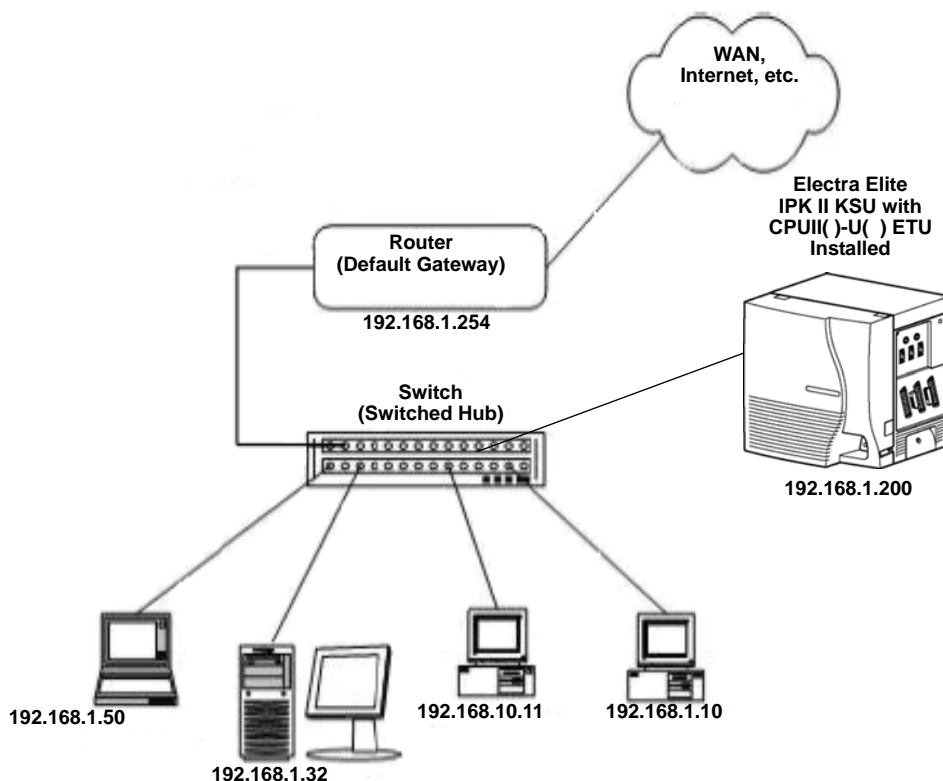 WAN,
Internet, etc.
Electra Elite
IPK II KSU with
CPUII( )-U( ) ETU
Installed
Router
(Default Gateway)
192.168.1.254
Switch
(Switched Hub)
192.168.1.200
192.168.1.50
192.168.1.32
192.168.10.11
192.168.1.10